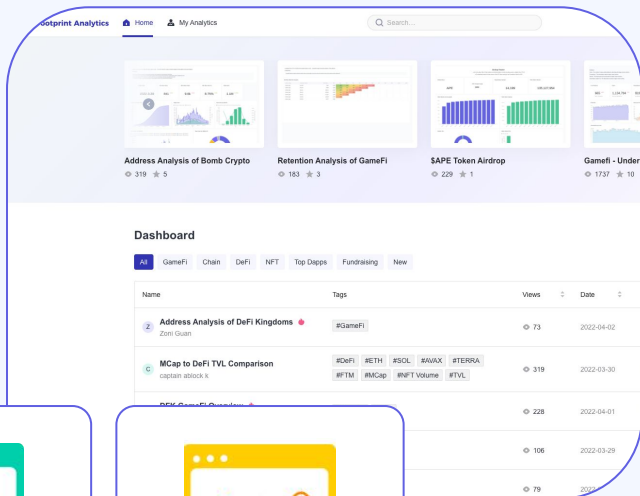 ootprint Analytics Home My Analytics Search...
Address Analysis of Bomb Crypto Retention Analysis of GameFi $APE Token Airdrop Gamefi - Under
319 5 183 3 229 1 1737 10
Dashboard
All GameFi Chain DeFi NFT Top Dapps Fundraising New
Name Tags Views Date
Z Address Analysis of DeFi Kingdoms #GameFi 73 2022-04-02
Zoni Guan
C MCap to DeFi TVL Comparison #DeFi #ETH #SOL #AVAX #TERRA 319 2022-03-30
captain ablock k #FTM #MCap #NFT Volume #TVL
228 2022-04-01
106 2022-03-29
79